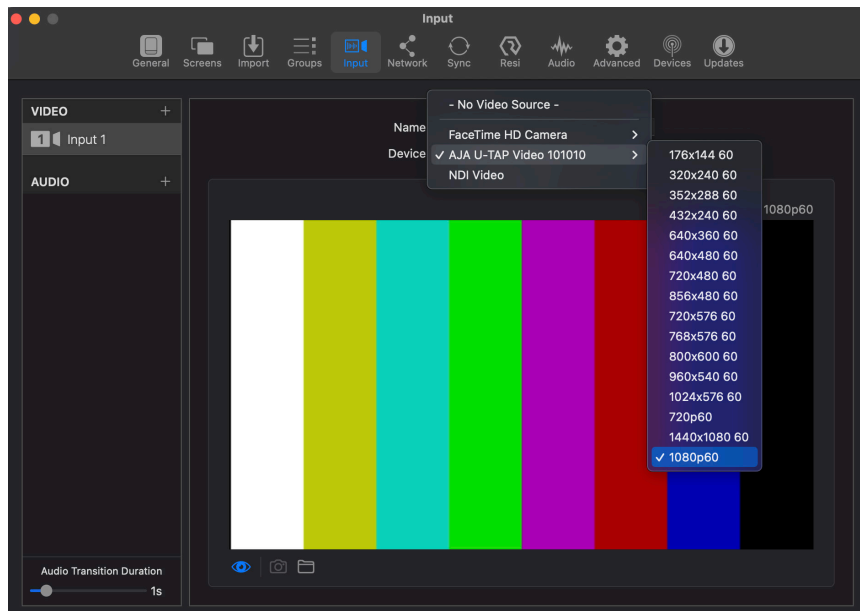 Input
General Screens Import Groups Input Network Sync Resi Audio Advanced Devices Updates
VIDEO +
1 Input 1
AUDIO +
Audio Transition Duration
1s
Name
Device
- No Video Source -
FaceTime HD Camera >
✓ AJA U-TAP Video 101010 >
NDI Video
1080p60
176x144 60
320x240 60
352x288 60
432x240 60
640x360 60
640x480 60
720x480 60
856x480 60
720x576 60
768x576 60
800x600 60
960x540 60
1024x576 60
720p60
1440x1080 60
✓ 1080p60